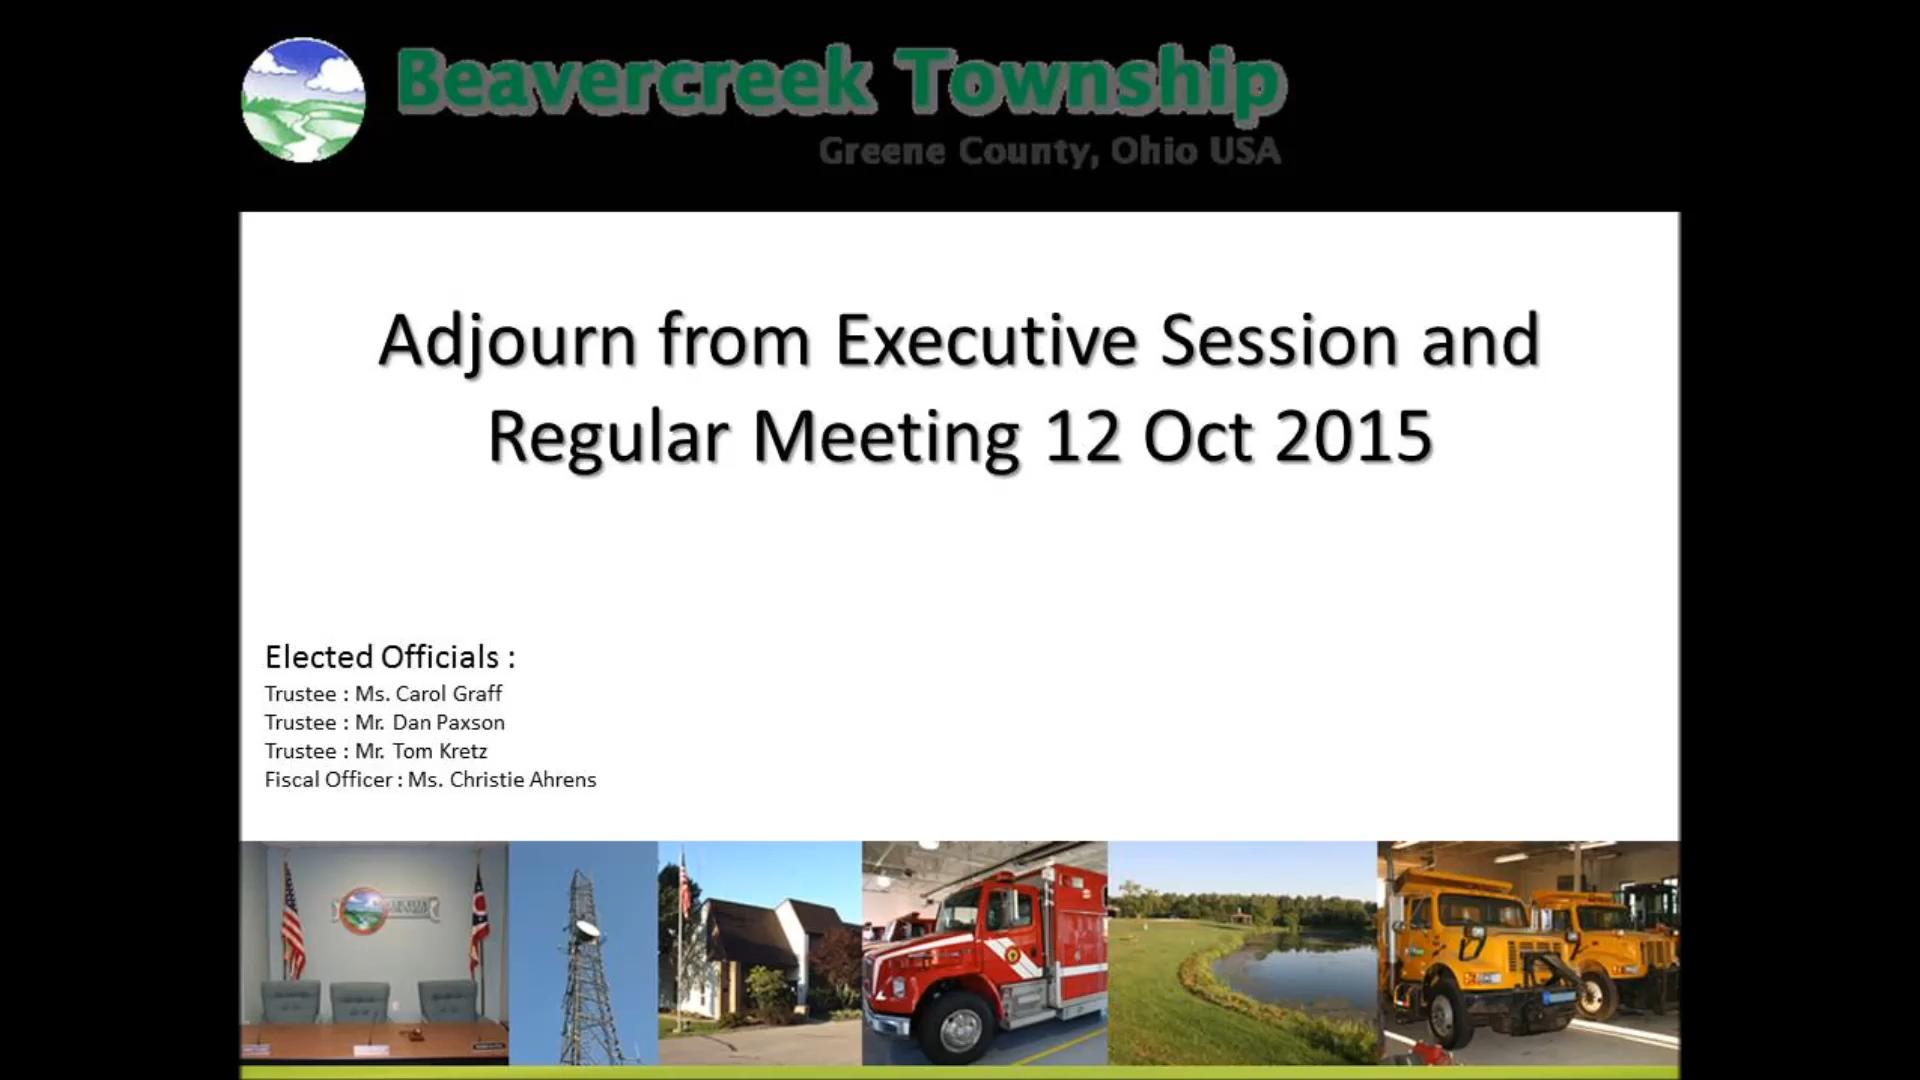 Beavercreek Township
Greene County, Ohio USA
Adjourn from Executive Session and
Regular Meeting 12 Oct 2015
Elected Officials :
Trustee : Ms. Carol Graff
Trustee : Mr. Dan Paxson
Trustee : Mr. Tom Kretz
Fiscal Officer : Ms. Christie Ahrens